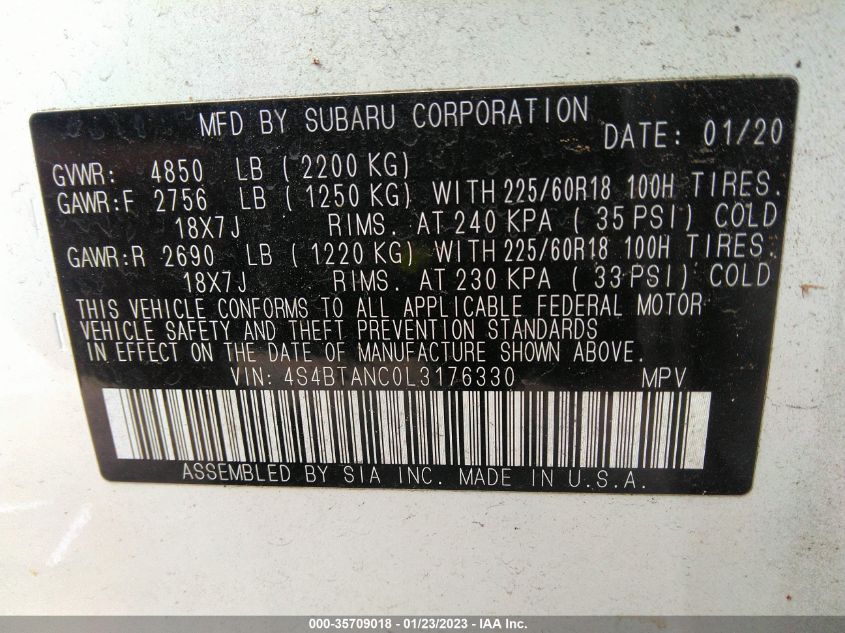 MFD BY SUBARU CORPORATION DATE: 01/20
GVWR: 4850 LB ( 2200 KG)
GAWR:F 2756 LB ( 1250 KG) WITH 225/60R18 100H TIRES.
18X7J RIMS. AT 240 KPA ( 35 PSI) COLD
GAWR:R 2690 LB ( 1220 KG) WITH 225/60R18 100H TIRES.
18X7J RIMS. AT 230 KPA ( 33 PSI) COLD
THIS VEHICLE CONFORMS TO ALL APPLICABLE FEDERAL MOTOR
VEHICLE SAFETY AND THEFT PREVENTION STANDARDS
IN EFFECT ON THE DATE OF MANUFACTURE SHOWN ABOVE.
VIN: 4S4BTANC0L3176330 MPV
ASSEMBLED BY SIA INC. MADE IN U.S.A.
000-35709018 - 01/23/2023 - IAA Inc.